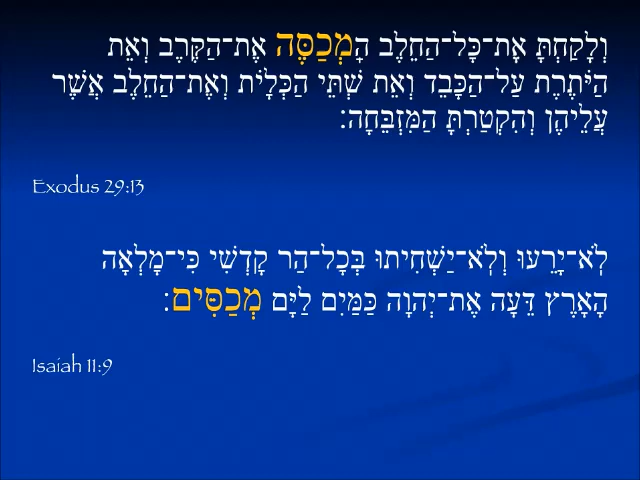 וְלָקַחְתָּ אֶת־כָּל־הַחֵלֶב הַמְכַסֶּה אֶת־הַקֶּרֶב וְאֵת
הַיֹּתֶרֶת עַל־הַכָּבֵד וְאֵת שְׁתֵּי הַכְּלָיֹת וְאֶת־הַחֵלֶב אֲשֶׁר
עֲלֵיהֶן וְהִקְטַרְתָּ הַמִּזְבֵּחָה׃
Exodus 29:13
לֹא־יָרֵעוּ וְלֹא־יַשְׁחִיתוּ בְּכָל־הַר קָדְשִׁי כִּי־מָלְאָה
הָאָרֶץ דֵּעָה אֶת־יְהוָה כַּמַּיִם לַיָּם מְכַסִּים׃
Isaiah 11:9